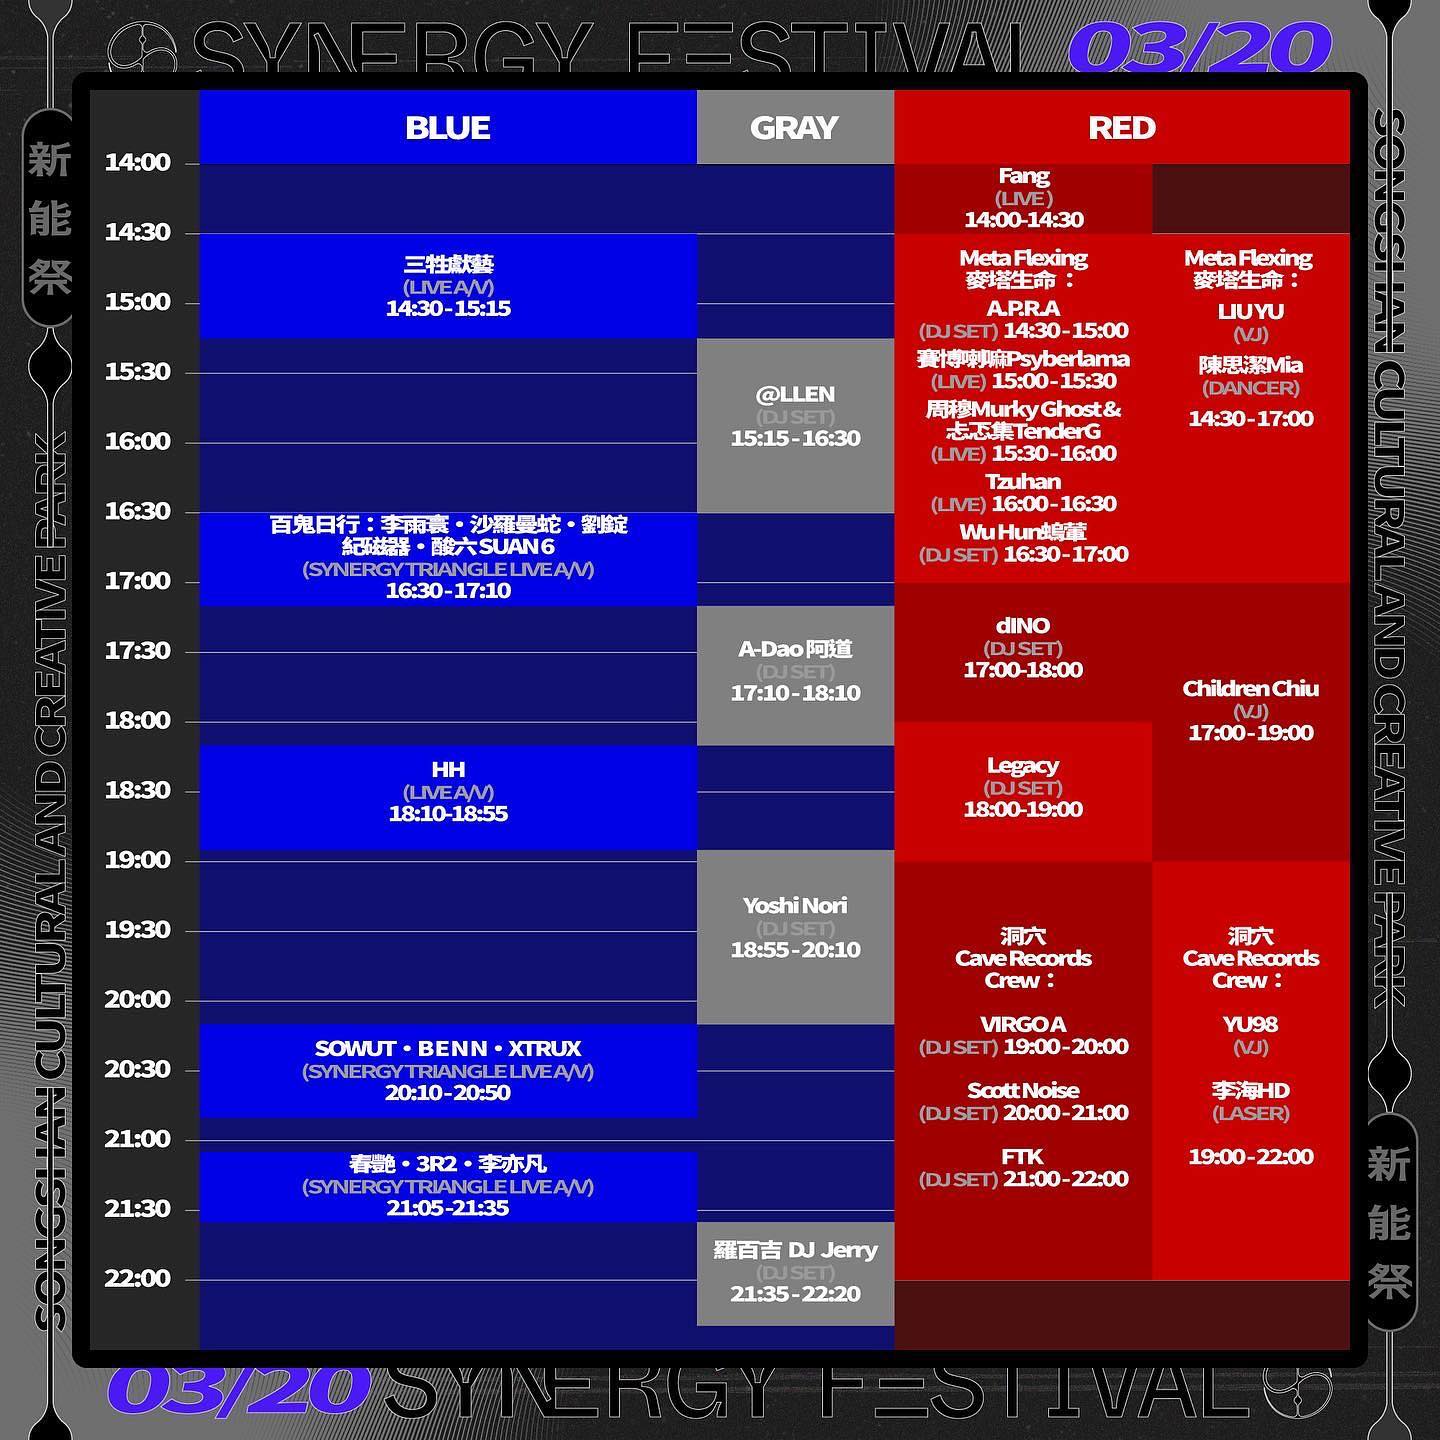 SYNERGY FESTIVAL 03/20
新能祭
SONGSHAN CULTURAL AND CREATIVE PARK
BLUE
GRAY
RED
14:00
14:30
15:00
15:30
16:00
16:30
17:00
17:30
18:00
18:30
19:00
19:30
20:00
20:30
21:00
21:30
22:00
三牲獻藝
(LIVE A/V)
14:30 - 15:15
百鬼日行：李雨寰・沙羅曼蛇・劉錠
紀磁器・酸六 SUAN 6
(SYNERGY TRIANGLE LIVE A/V)
16:30 - 17:10
HH
(LIVE A/V)
18:10-18:55
SOWUT・BENN・XTRUX
(SYNERGY TRIANGLE LIVE A/V)
20:10 - 20:50
春艷・3R2・李亦凡
(SYNERGY TRIANGLE LIVE A/V)
21:05 - 21:35
@LLEN
(DJ SET)
15:15 - 16:30
A-Dao 阿道
(DJ SET)
17:10 - 18:10
Yoshi Nori
(DJ SET)
18:55 - 20:10
羅百吉 DJ Jerry
(DJ SET)
21:35 - 22:20
Fang
(LIVE )
14:00-14:30
Meta Flexing
麥塔生命：
A.P.R.A
(DJ SET) 14:30 - 15:00
賽博喇嘛Psyberlama
(LIVE) 15:00 - 15:30
周穆Murky Ghost &
忐忑集TenderG
(LIVE) 15:30 - 16:00
Tzuhan
(LIVE) 16:00 - 16:30
Wu Hun
(DJ SET) 16:30 - 17:00
dINO
(DJ SET)
17:00-18:00
Legacy
(DJ SET)
18:00-19:00
洞穴
Cave Records
Crew：
VIRGO A
(DJ SET) 19:00 - 20:00
Scott Noise
(DJ SET) 20:00 - 21:00
FTK
(DJ SET) 21:00 - 22:00
Meta Flexing
麥塔生命：
LIU YU
(VJ)
陳思潔Mia
(DANCER)
14:30 - 17:00
Children Chiu
(VJ)
17:00 - 19:00
洞穴
Cave Records
Crew：
YU98
(VJ)
李海HD
(LASER)
19:00 - 22:00
SONGSHAN CULTURAL AND CREATIVE PARK
新能祭
03/20 SYNERGY FESTIVAL